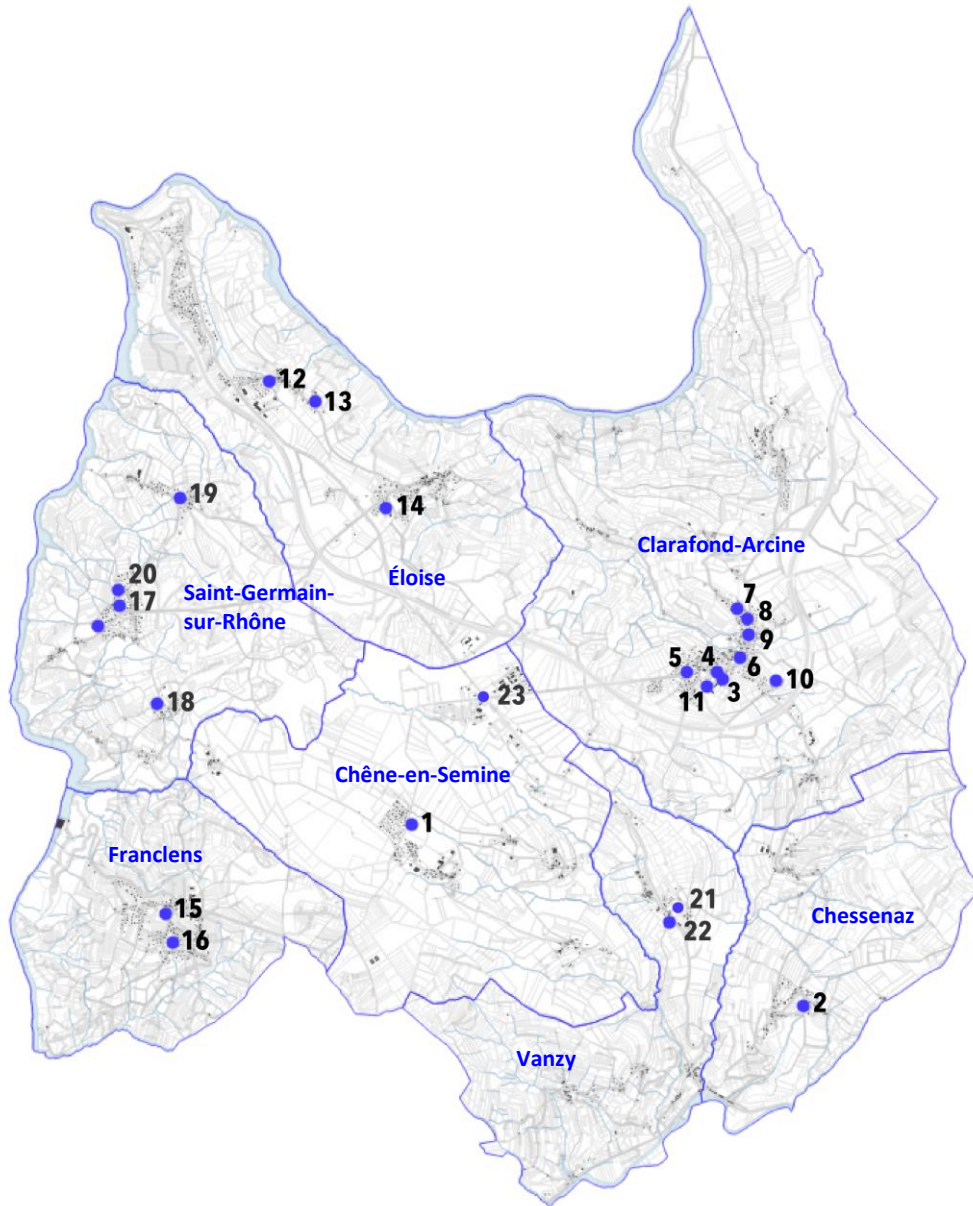 12
13
19
14
Clarafond-Arcine
Éloise
20
17
Saint-Germain-
sur-Rhône
7
8
9
6
5
4
3
10
11
18
23
Chêne-en-Semine
1
Franclens
15
16
21
22
Chessenaz
2
Vanzy